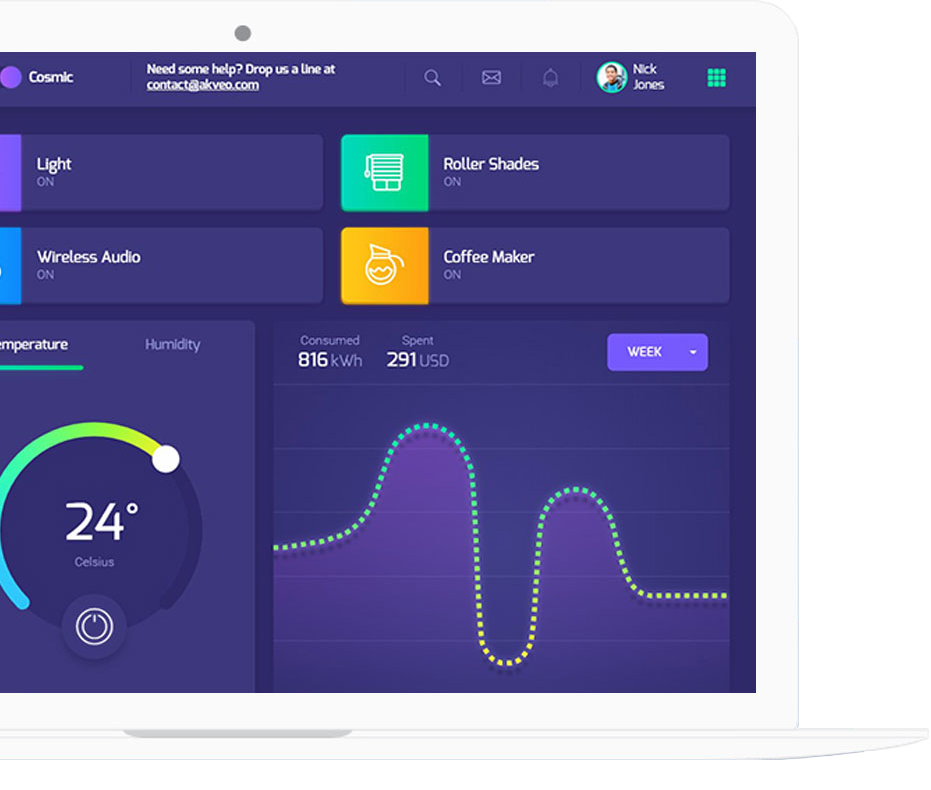 Cosmic
Need some help? Drop us a line at
contact@akveo.com
Nick
Jones
Light
ON
Roller Shades
ON
Wireless Audio
ON
Coffee Maker
ON
emperature
Humidity
Consumed
816 kWh
Spent
291 USD
WEEK
24°
Celsius